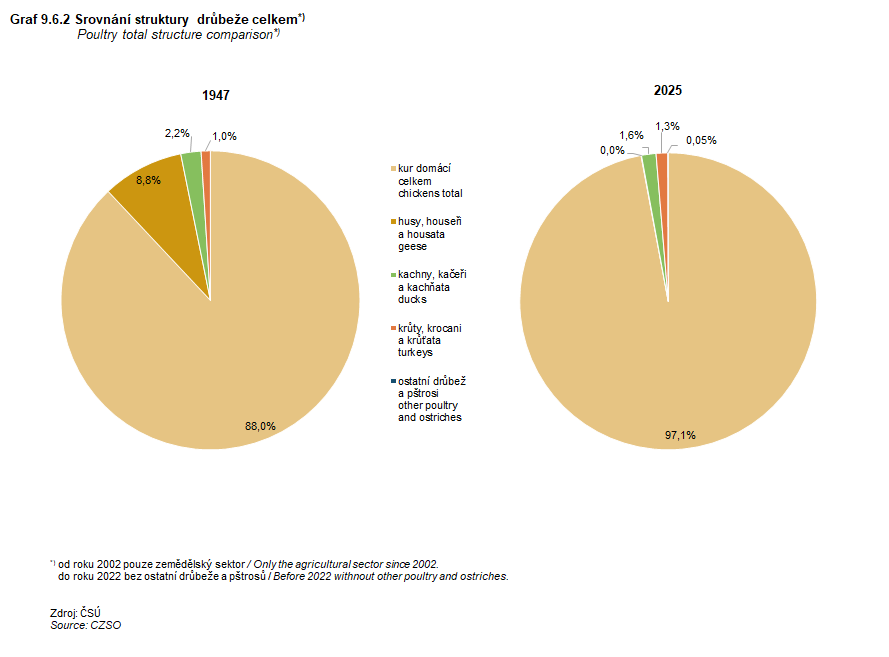 Graf 9.6.2 Srovnání struktury drůbeže celkem*)
Poultry total structure comparison*)
1947
2,2%
1,0%
8,8%
88,0%
kur domácí
celkem
chickens total
husy, houseři
a housata
geese
kachny, kačeři
a kachňata
ducks
krůty, krocani
a krůťata
turkeys
ostatní drůbež
a pštrosi
other poultry
and ostriches
2025
1,3%
1,6%
0,05%
0,0%
97,1%
*) od roku 2002 pouze zemědělský sektor / Only the agricultural sector since 2002.
do roku 2022 bez ostatní drůbeže a pštrosů / Before 2022 withnout other poultry and ostriches.
Zdroj: ČSÚ
Source: CZSO